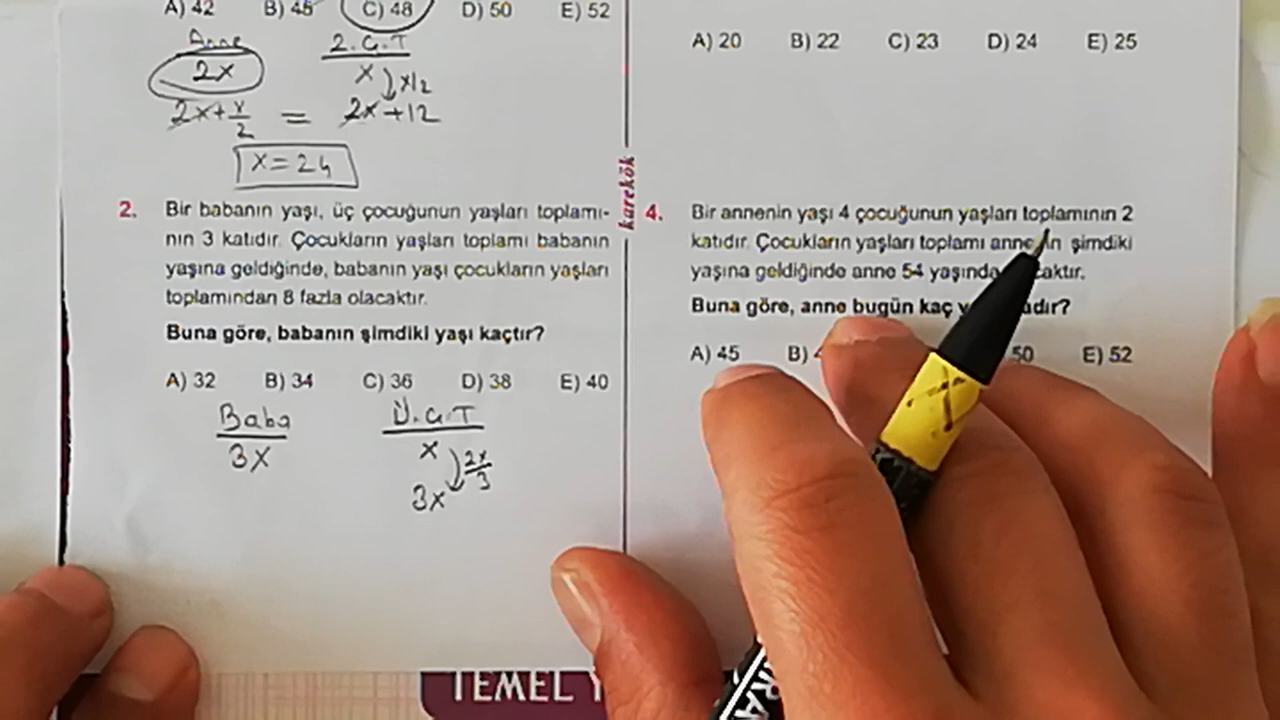 A) 42 B) 45 C) 48 D) 50 E) 52
Anne 2.Ç.T
2x x x/2
2x+x/2 = 2x+12
x=24
2. Bir babanın yaşı, üç çocuğunun yaşları toplamı-
nın 3 katıdır. Çocukların yaşları toplamı babanın
yaşına geldiğinde, babanın yaşı çocukların yaşları
toplamından 8 fazla olacaktır.
Buna göre, babanın şimdiki yaşı kaçtır?
A) 32 B) 34 C) 36 D) 38 E) 40
Baba Ü.Ç.T
3x x 2x/3
3x
karekök
A) 20 B) 22 C) 23 D) 24 E) 25
4. Bir annenin yaşı 4 çocuğunun yaşları toplamının 2
katıdır. Çocukların yaşları toplamı şimdiki
yaşına geldiğinde anne 54
Buna göre, anne bugün kaç
A) 45 B) 50 E) 52
TEMEL